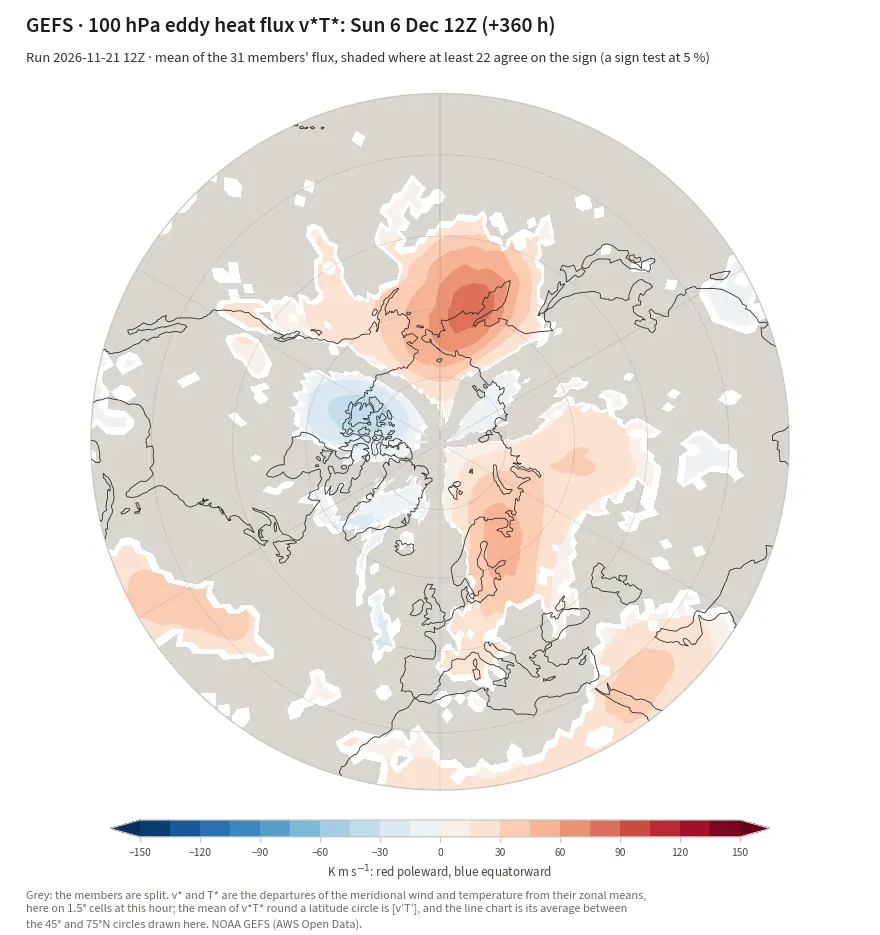 GEFS · 100 hPa eddy heat flux v*T*: Sun 6 Dec 12Z (+360 h)
Run 2026-11-21 12Z · mean of the 31 members' flux, shaded where at least 22 agree on the sign (a sign test at 5 %)
−150 −120 −90 −60 −30 0 30 60 90 120 150
K m s⁻¹: red poleward, blue equatorward
Grey: the members are split. v* and T* are the departures of the meridional wind and temperature from their zonal means,
here on 1.5° cells at this hour; the mean of v*T* round a latitude circle is [v'T'], and the line chart is its average between
the 45° and 75°N circles drawn here. NOAA GEFS (AWS Open Data).